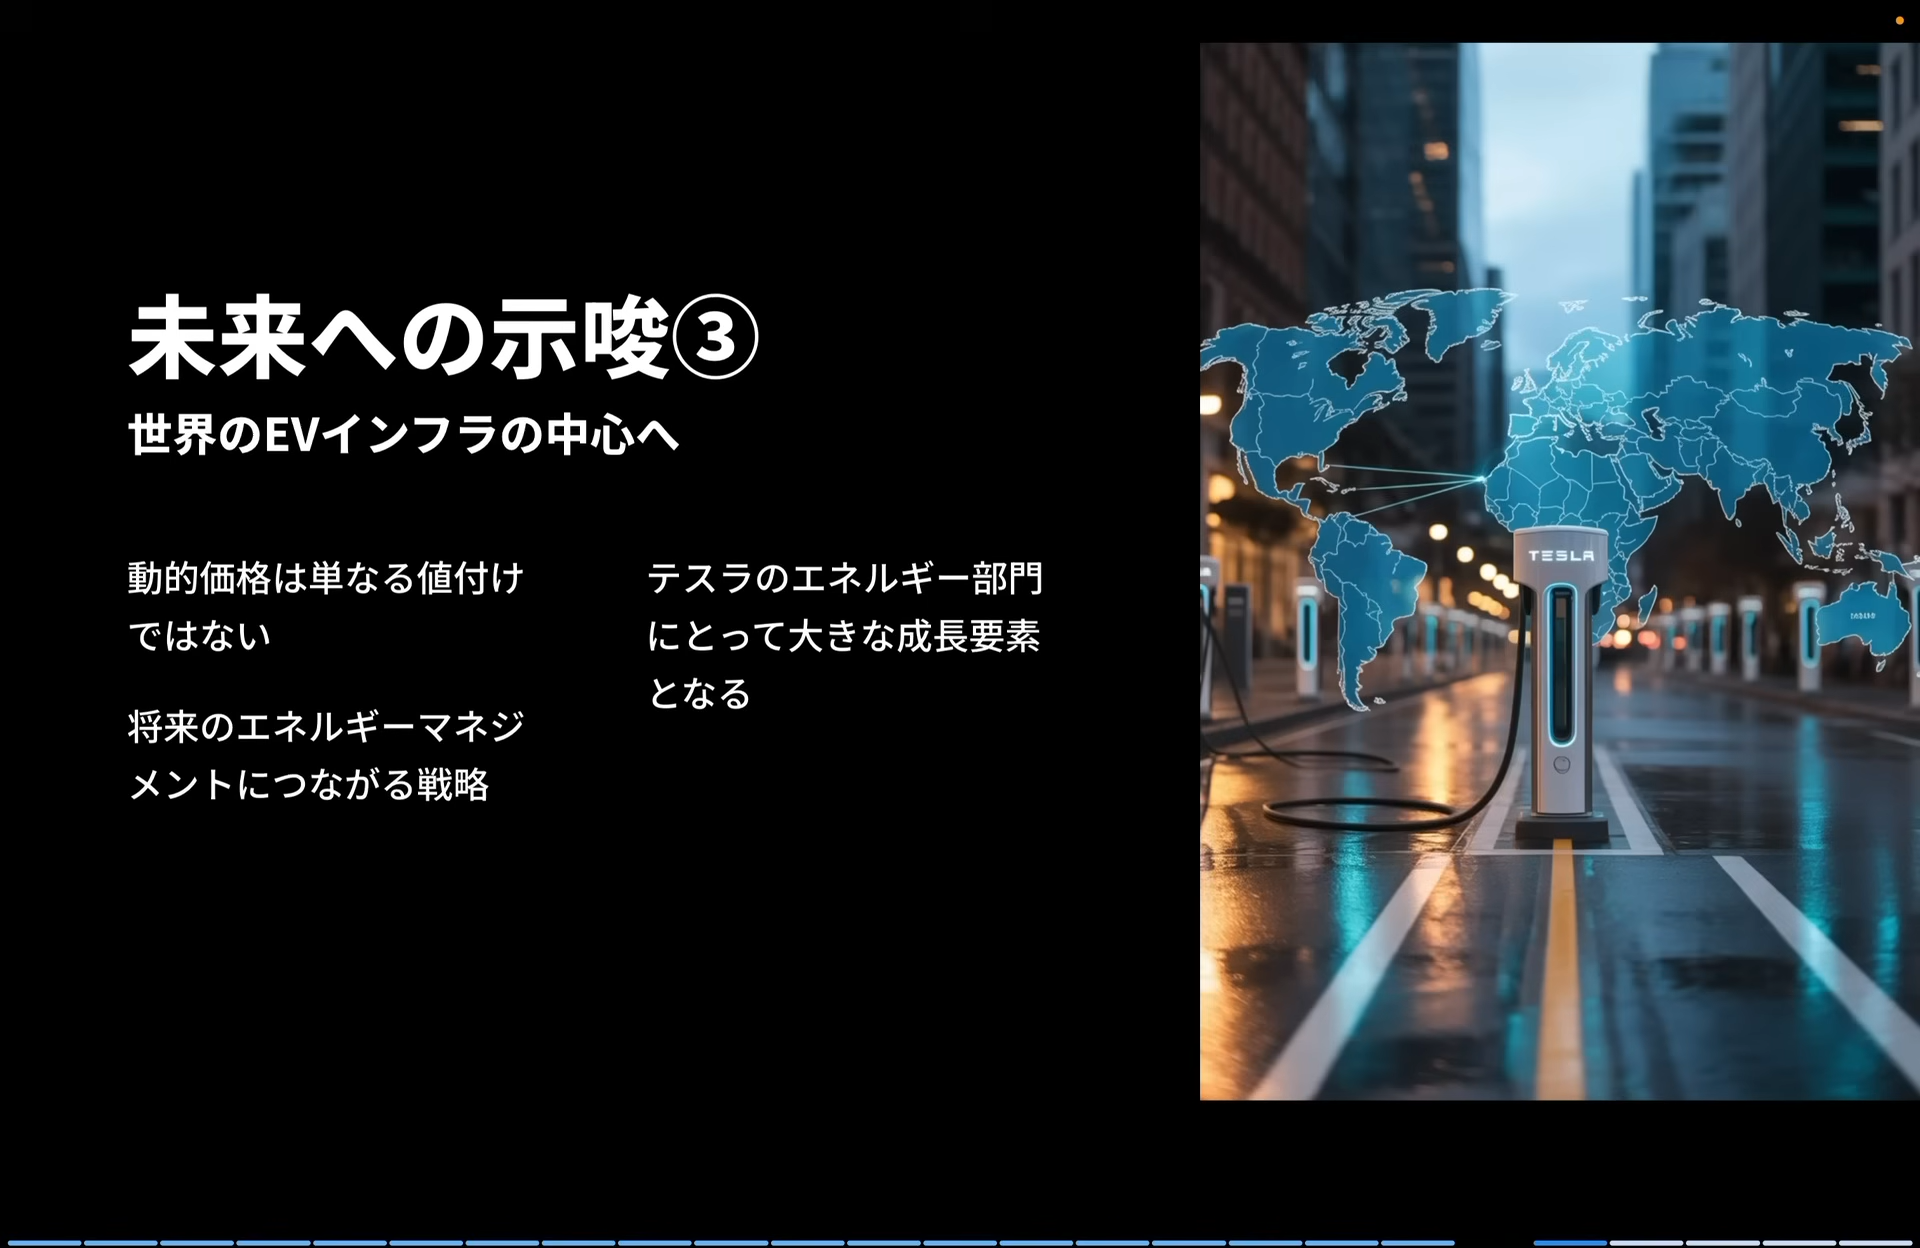 未来への示唆③
世界のEVインフラの中心へ
動的価格は単なる値付け
ではない
将来のエネルギーマネジ
メントにつながる戦略
テスラのエネルギー部門
にとって大きな成長要素
となる
TESLA